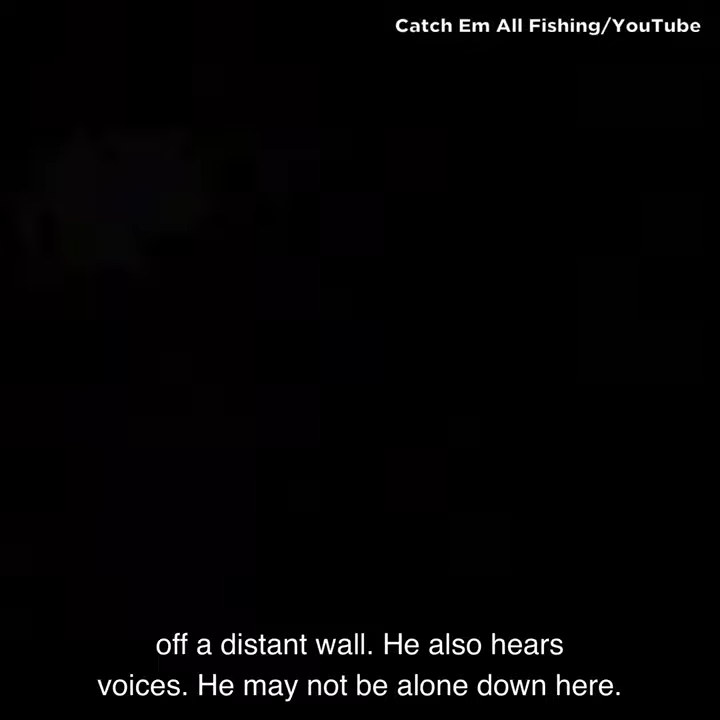 Catch Em All Fishing/YouTube
off a distant wall. He also hears
voices. He may not be alone down here.